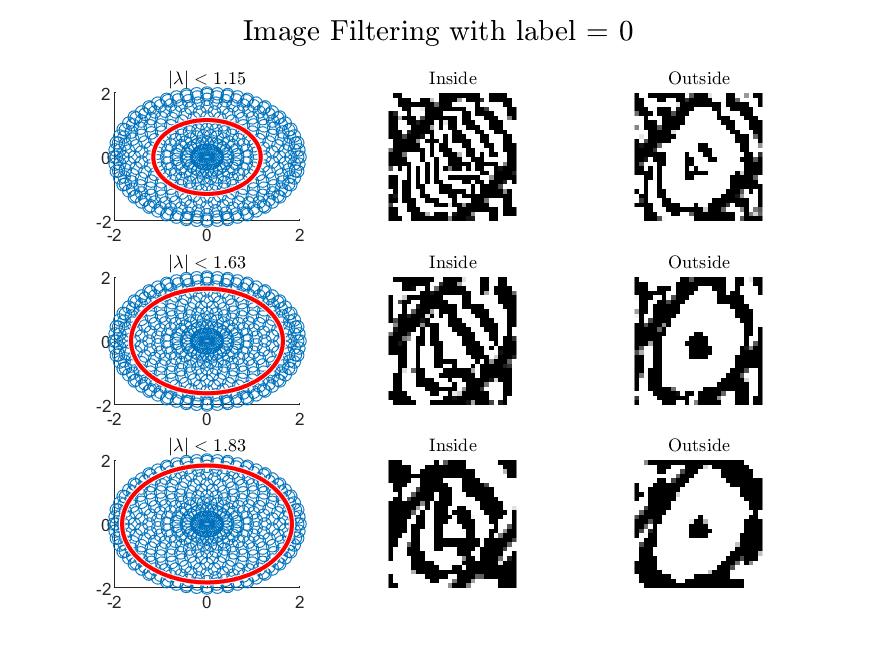 Image Filtering with label = 0
|λ| < 1.15
Inside
Outside
2
0
-2
-2 0 2
|λ| < 1.63
Inside
Outside
2
0
-2
-2 0 2
|λ| < 1.83
Inside
Outside
2
0
-2
-2 0 2